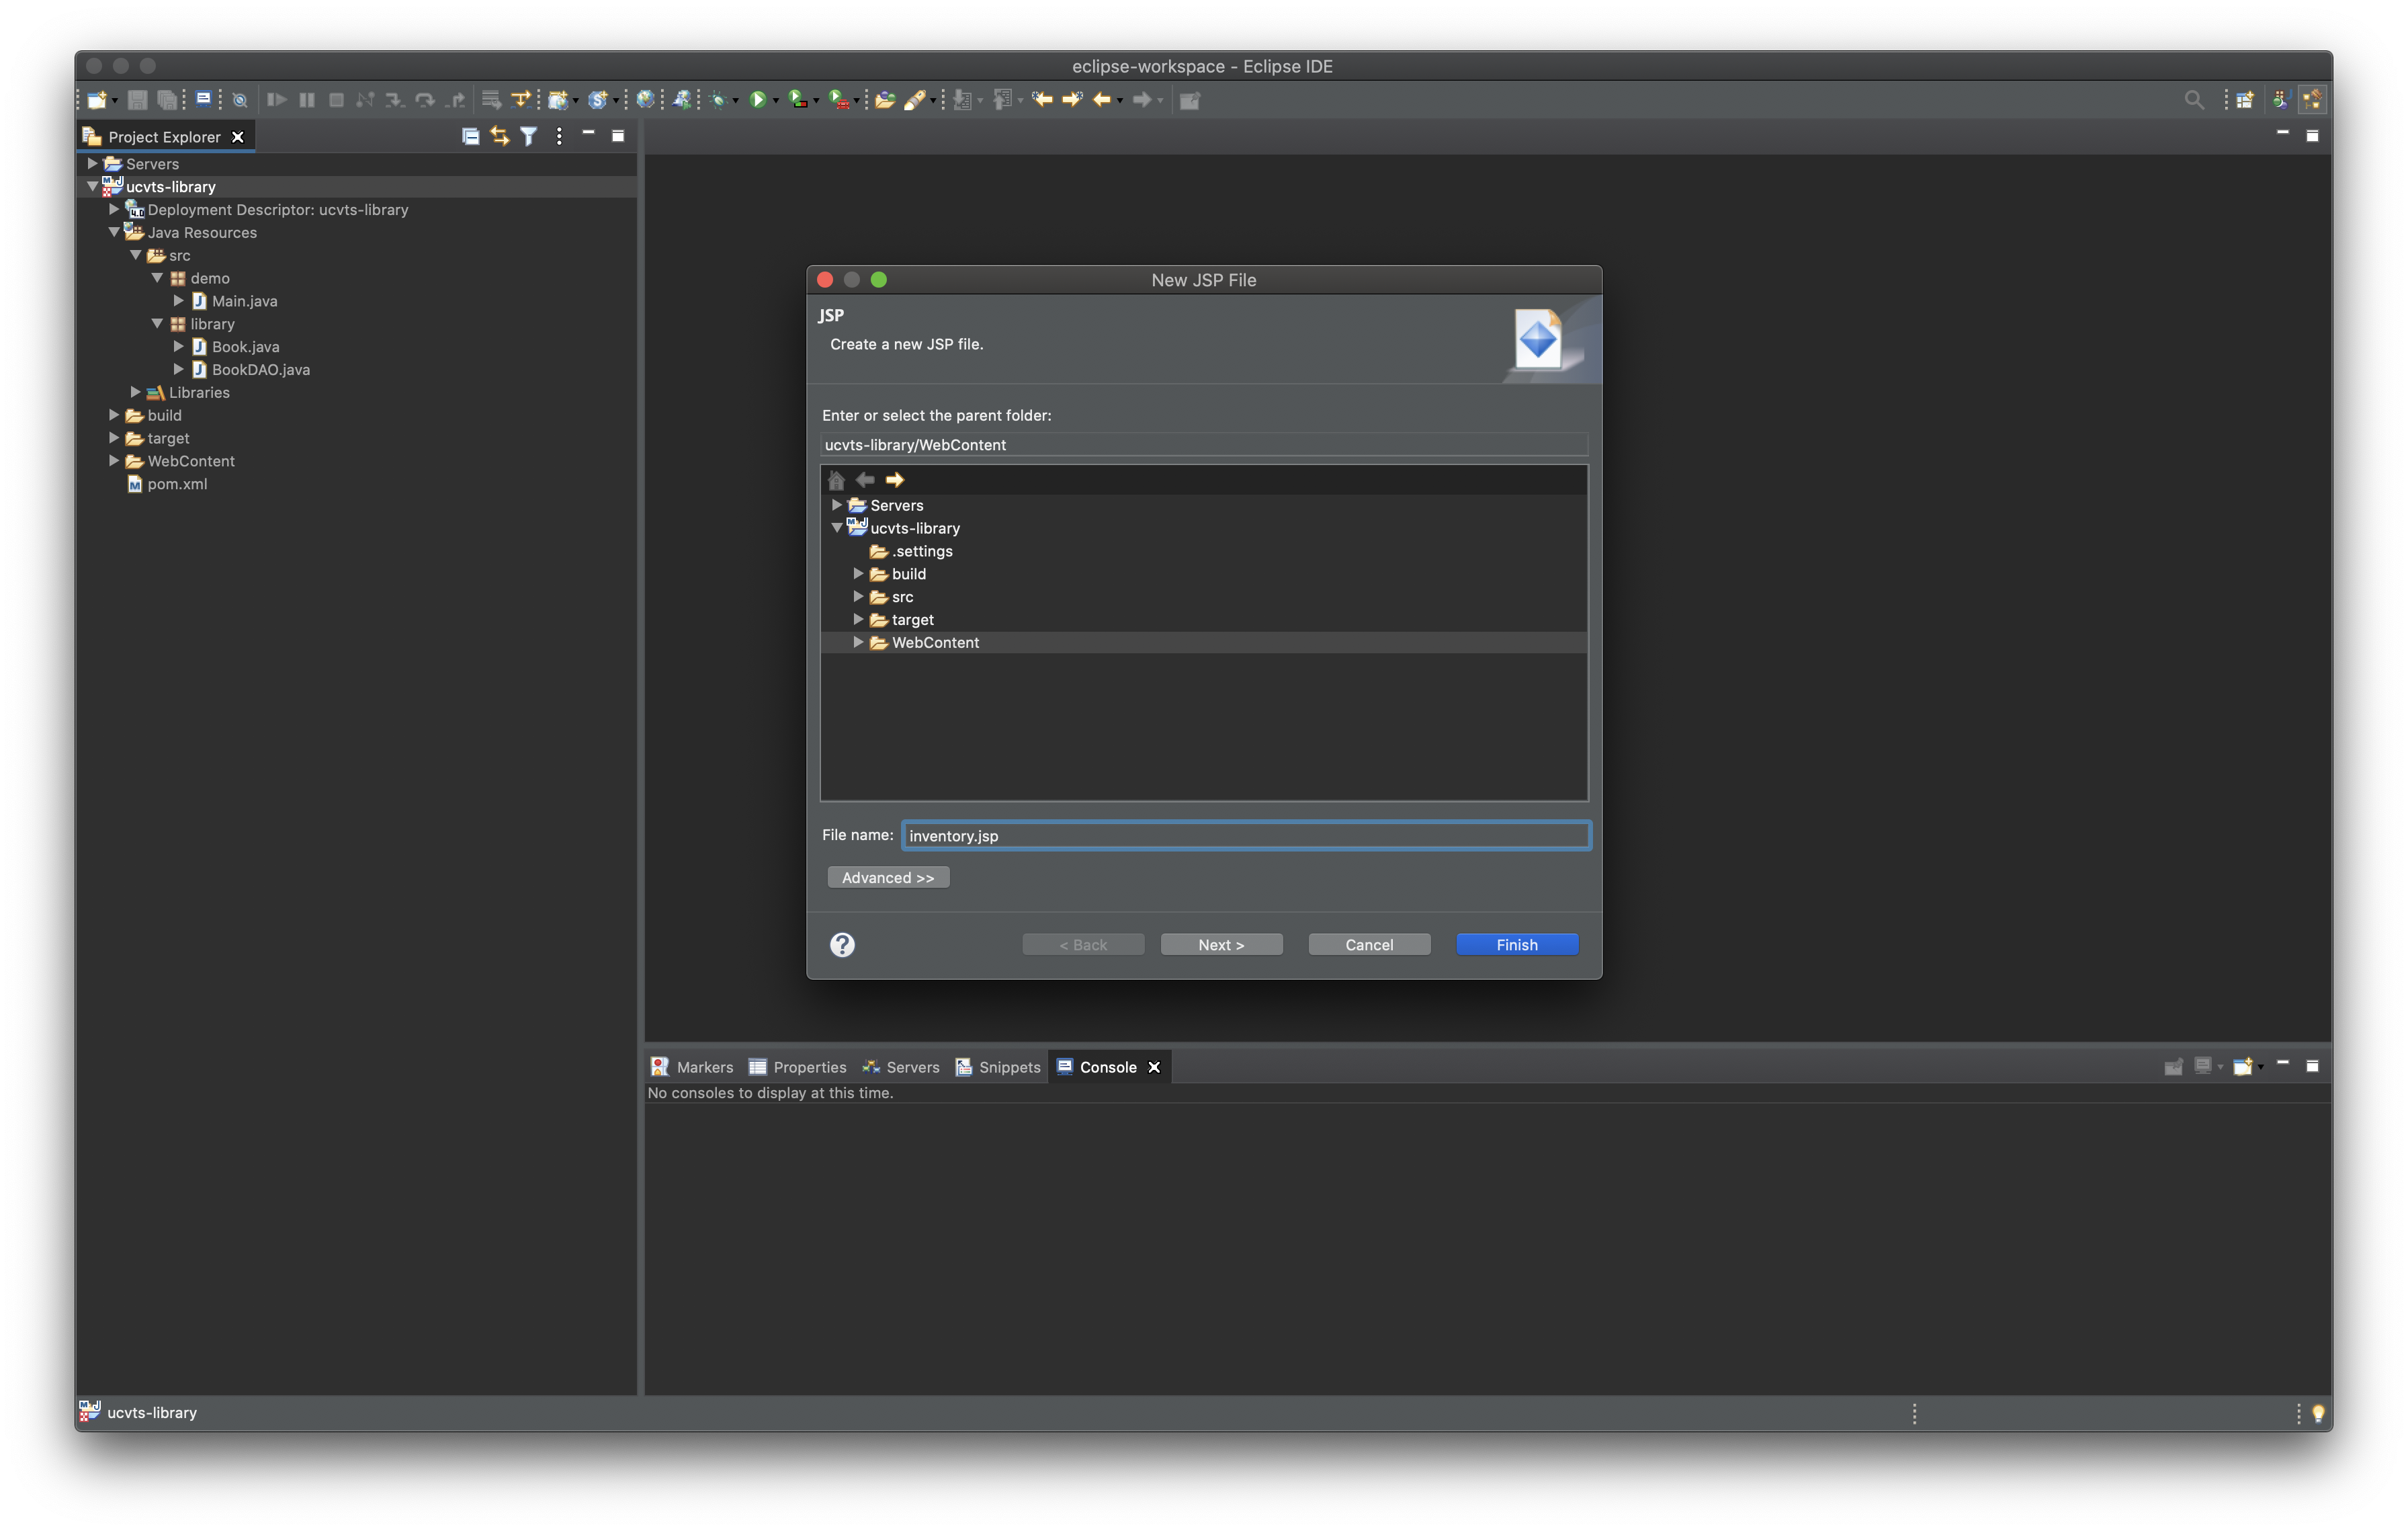 eclipse-workspace - Eclipse IDE
Project Explorer
Servers
ucvts-library
Deployment Descriptor: ucvts-library
Java Resources
src
demo
Main.java
library
Book.java
BookDAO.java
Libraries
build
target
WebContent
pom.xml
New JSP File
JSP
Create a new JSP file.
Enter or select the parent folder:
ucvts-library/WebContent
Servers
ucvts-library
.settings
build
src
target
WebContent
File name: inventory.jsp
Advanced >>
< Back Next > Cancel Finish
Markers Properties Servers Snippets Console
No consoles to display at this time.
ucvts-library